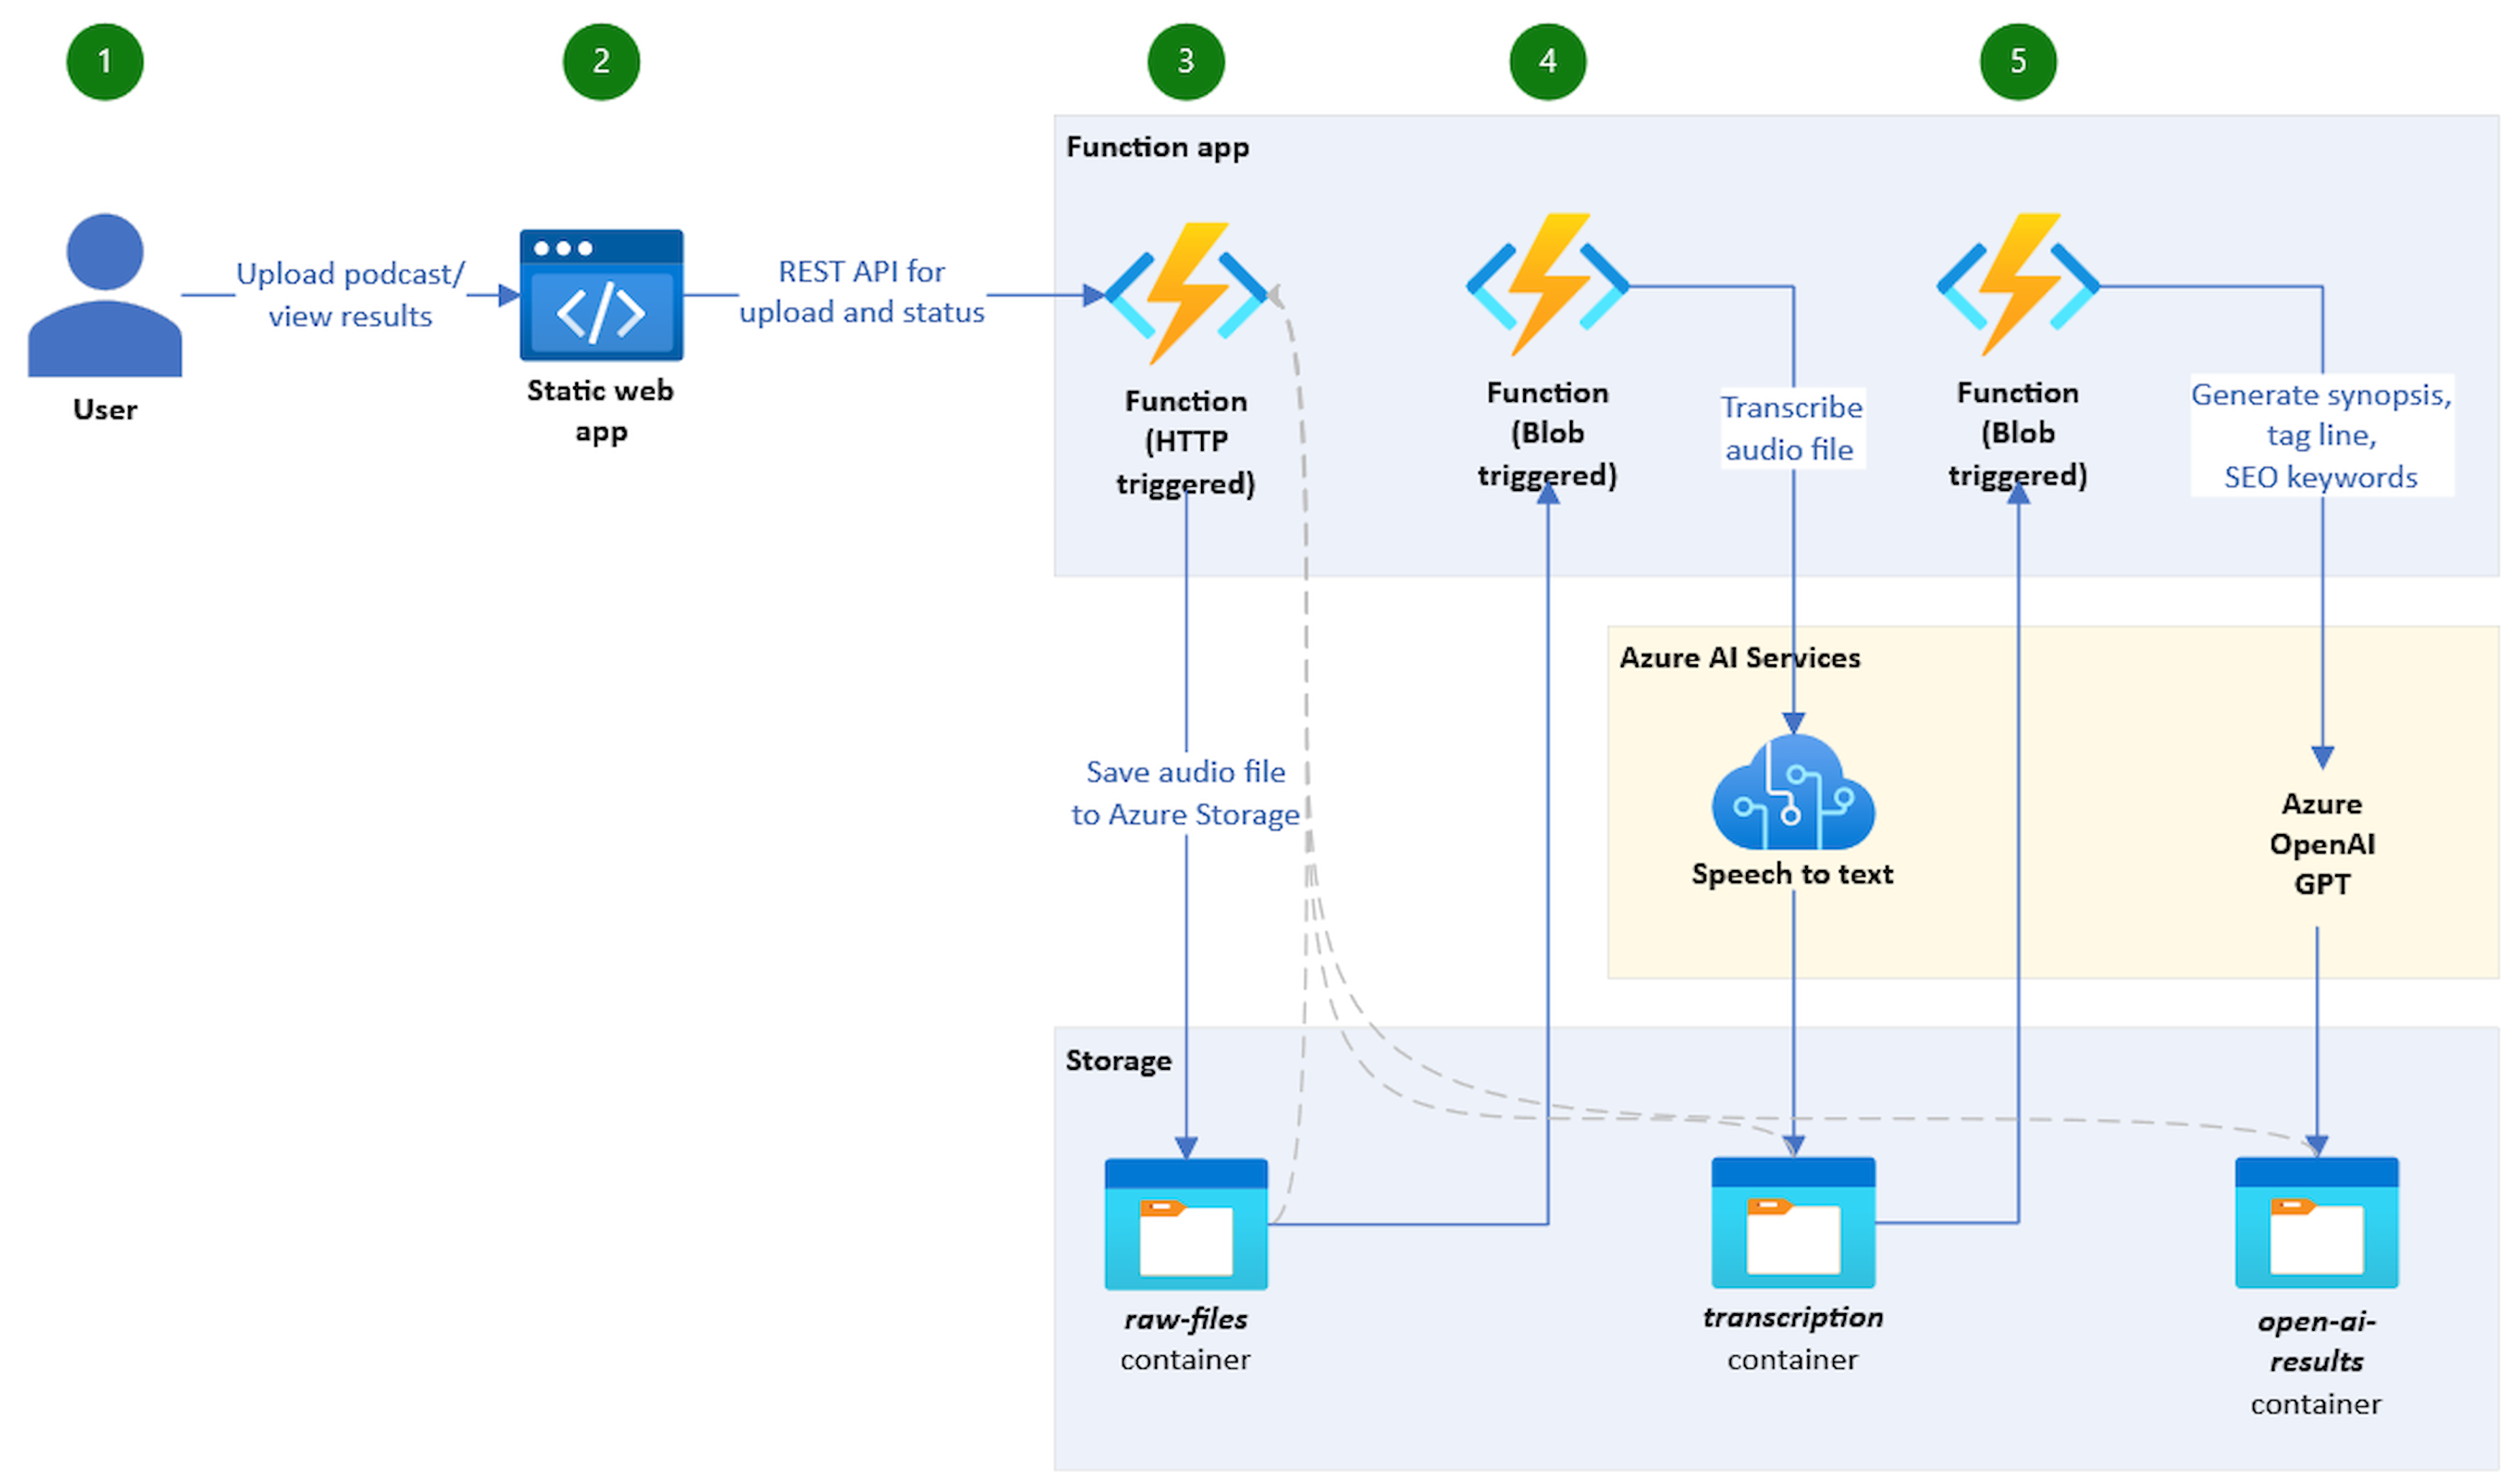 1
2
3
4
5
Function app
User
Upload podcast/
view results
Static web
app
REST API for
upload and status
Function
(HTTP
triggered)
Function
(Blob
triggered)
Transcribe
audio file
Function
(Blob
triggered)
Generate synopsis,
tag line,
SEO keywords
Save audio file
to Azure Storage
Azure AI Services
Speech to text
Azure
OpenAI
GPT
Storage
raw-files
container
transcription
container
open-ai-
results
container